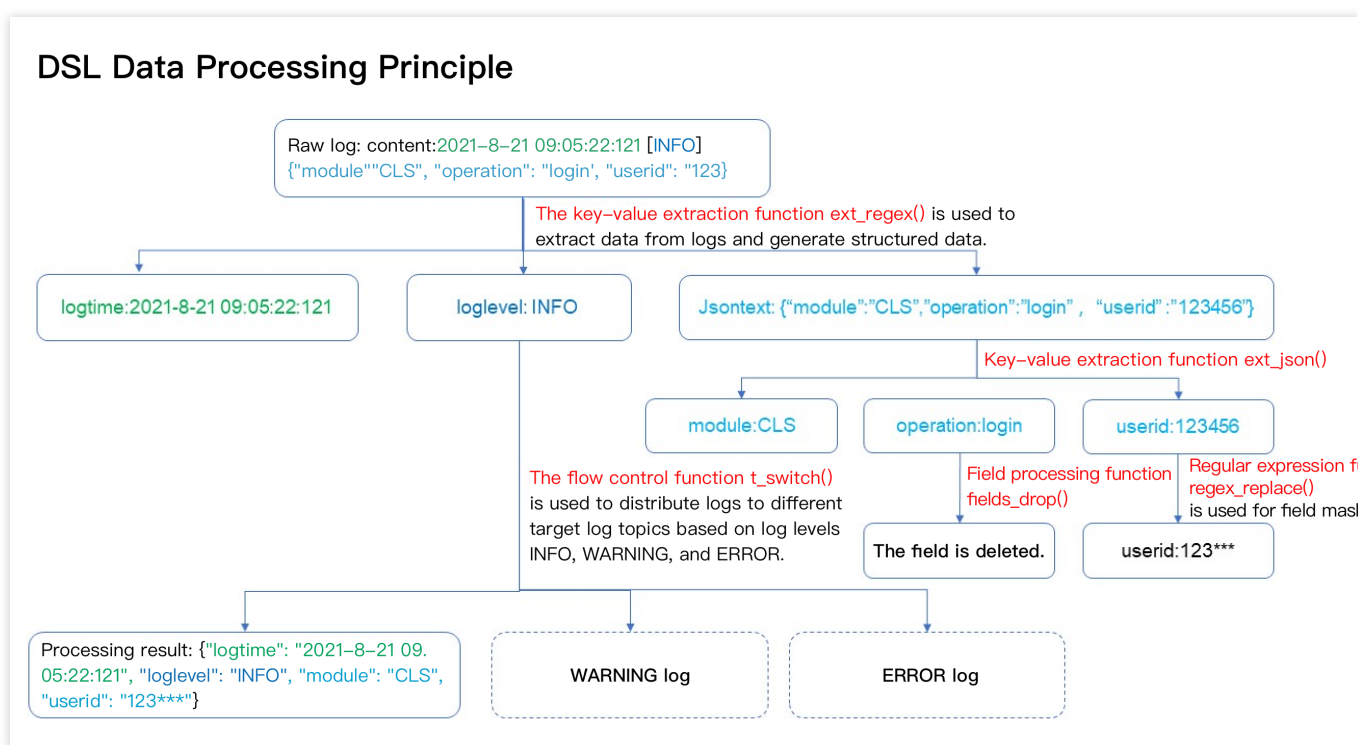 DSL Data Processing Principle
Raw log: content:2021-8-21 09:05:22:121 [INFO]
{"module""CLS", "operation": "login', "userid": "123}
The key-value extraction function ext_regex() is used to
extract data from logs and generate structured data.
logtime:2021-8-21 09:05:22:121
loglevel: INFO
Jsontext: {“module”:”CLS”,”operation”:”login” ,  “userid” :”123456”}
Key-value extraction function ext_json()
module:CLS
operation:login
userid:123456
The flow control function t_switch()
is used to distribute logs to different
target log topics based on log levels
INFO, WARNING, and ERROR.
Field processing function
fields_drop()
Regular expression
regex_replace()
is used for field
The field is deleted.
userid:123***
Processing result: {"logtime": "2021-8-21 09.
05:22:121", "loglevel": "INFO", "module": "CLS",
"userid": "123***"}
WARNING log
ERROR log